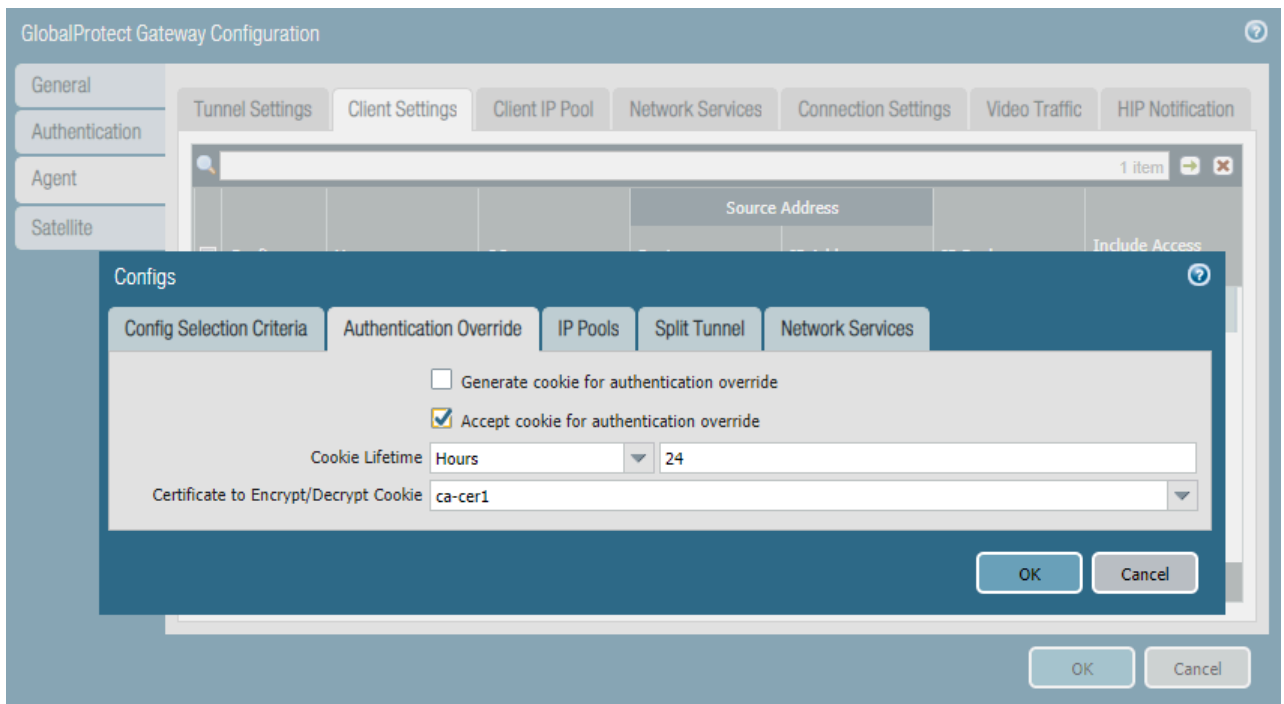 GlobalProtect Gateway Configuration
General
Authentication
Agent
Satellite
Tunnel Settings Client Settings Client IP Pool Network Services Connection Settings Video Traffic HIP Notification
1 item
Source Address
Include Access
Configs
Config Selection Criteria Authentication Override IP Pools Split Tunnel Network Services
Generate cookie for authentication override
Accept cookie for authentication override
Cookie Lifetime Hours 24
Certificate to Encrypt/Decrypt Cookie ca-cer1
OK Cancel
OK Cancel